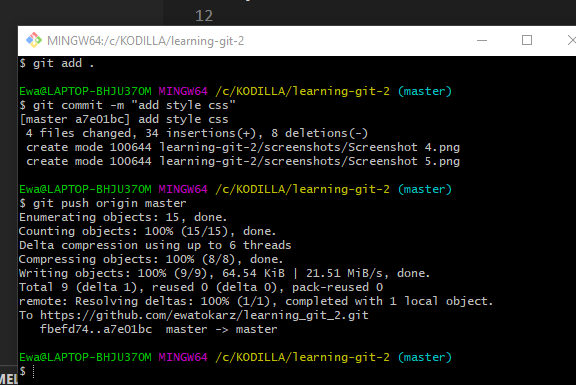 12
MINGW64:/c/KODILLA/learning-git-2
$ git add .
Ewa@LAPTOP-BHJU37OM MINGW64 /c/KODILLA/learning-git-2 (master)
$ git commit -m "add style css"
[master a7e01bc] add style css
 4 files changed, 34 insertions(+), 8 deletions(-)
 create mode 100644 learning-git-2/screenshots/Screenshot 4.png
 create mode 100644 learning-git-2/screenshots/Screenshot 5.png
Ewa@LAPTOP-BHJU37OM MINGW64 /c/KODILLA/learning-git-2 (master)
$ git push origin master
Enumerating objects: 15, done.
Counting objects: 100% (15/15), done.
Delta compression using up to 6 threads
Compressing objects: 100% (8/8), done.
Writing objects: 100% (9/9), 64.54 KiB | 21.51 MiB/s, done.
Total 9 (delta 1), reused 0 (delta 0), pack-reused 0
remote: Resolving deltas: 100% (1/1), completed with 1 local object.
To https://github.com/ewatokarz/learning_git_2.git
   fbefd74..a7e01bc  master -> master
Ewa@LAPTOP-BHJU37OM MINGW64 /c/KODILLA/learning-git-2 (master)
$